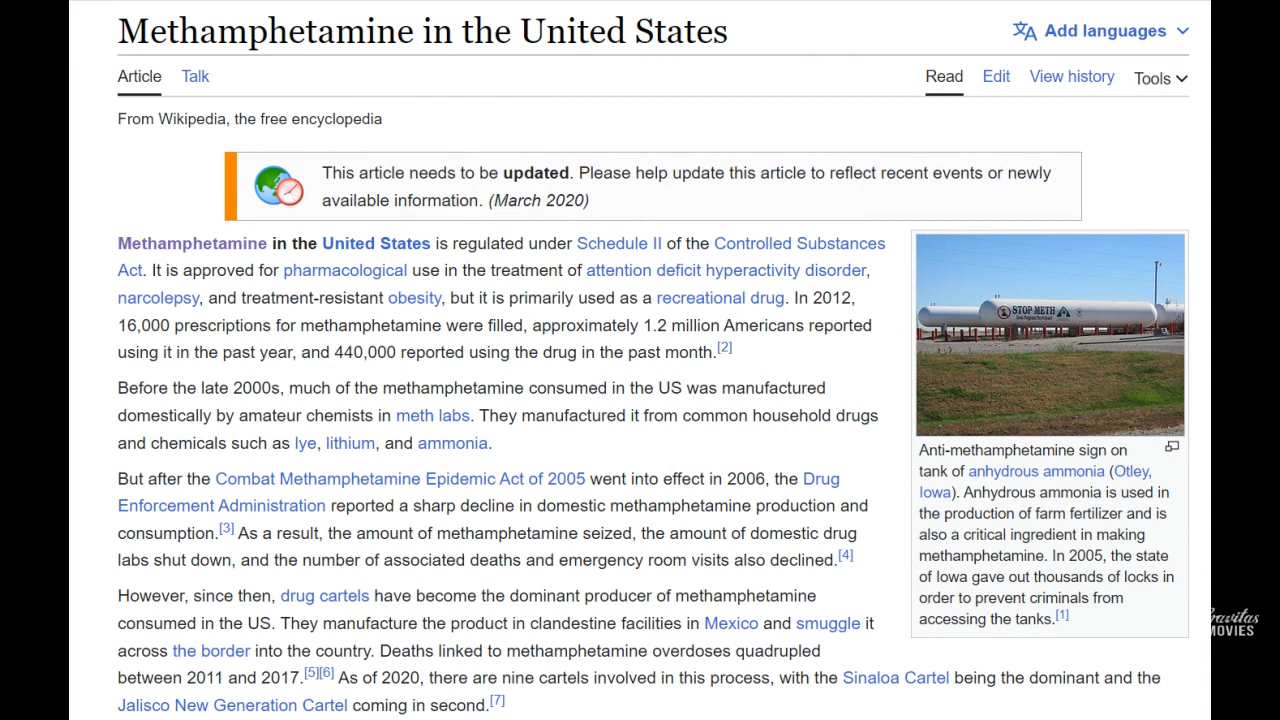 Methamphetamine in the United States
Add languages
Article Talk
Read Edit View history Tools
From Wikipedia, the free encyclopedia
This article needs to be updated. Please help update this article to reflect recent events or newly
available information. (March 2020)
Methamphetamine in the United States is regulated under Schedule II of the Controlled Substances
Act. It is approved for pharmacological use in the treatment of attention deficit hyperactivity disorder,
narcolepsy, and treatment-resistant obesity, but it is primarily used as a recreational drug. In 2012,
16,000 prescriptions for methamphetamine were filled, approximately 1.2 million Americans reported
using it in the past year, and 440,000 reported using the drug in the past month.[2]
Before the late 2000s, much of the methamphetamine consumed in the US was manufactured
domestically by amateur chemists in meth labs. They manufactured it from common household drugs
and chemicals such as lye, lithium, and ammonia.
But after the Combat Methamphetamine Epidemic Act of 2005 went into effect in 2006, the Drug
Enforcement Administration reported a sharp decline in domestic methamphetamine production and
consumption.[3] As a result, the amount of methamphetamine seized, the amount of domestic drug
labs shut down, and the number of associated deaths and emergency room visits also declined.[4]
However, since then, drug cartels have become the dominant producer of methamphetamine
consumed in the US. They manufacture the product in clandestine facilities in Mexico and smuggle it
across the border into the country. Deaths linked to methamphetamine overdoses quadrupled
between 2011 and 2017.[5][6] As of 2020, there are nine cartels involved in this process, with the Sinaloa Cartel being the dominant and the
Jalisco New Generation Cartel coming in second.[7]
STOP METH
Anti-methamphetamine sign on
tank of anhydrous ammonia (Otley,
Iowa). Anhydrous ammonia is used in
the production of farm fertilizer and is
also a critical ingredient in making
methamphetamine. In 2005, the state
of Iowa gave out thousands of locks in
order to prevent criminals from
accessing the tanks.[1]
Gravitas
MOVIES